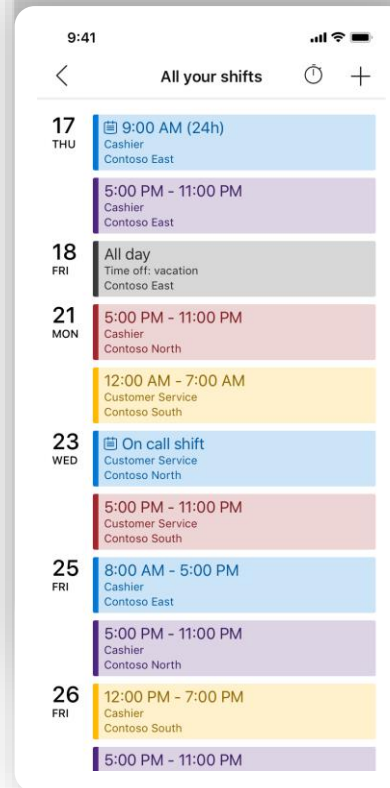 9:41
All your shifts
17
THU
9:00 AM (24h)
Cashier
Contoso East
5:00 PM - 11:00 PM
Cashier
Contoso East
18
FRI
All day
Time off: vacation
Contoso East
21
MON
5:00 PM - 11:00 PM
Cashier
Contoso North
12:00 AM - 7:00 AM
Customer Service
Contoso South
23
WED
On call shift
Customer Service
Contoso North
5:00 PM - 11:00 PM
Customer Service
Contoso South
25
FRI
8:00 AM - 5:00 PM
Cashier
Contoso East
5:00 PM - 11:00 PM
Cashier
Contoso North
26
FRI
12:00 PM - 7:00 PM
Cashier
Contoso South
5:00 PM - 11:00 PM